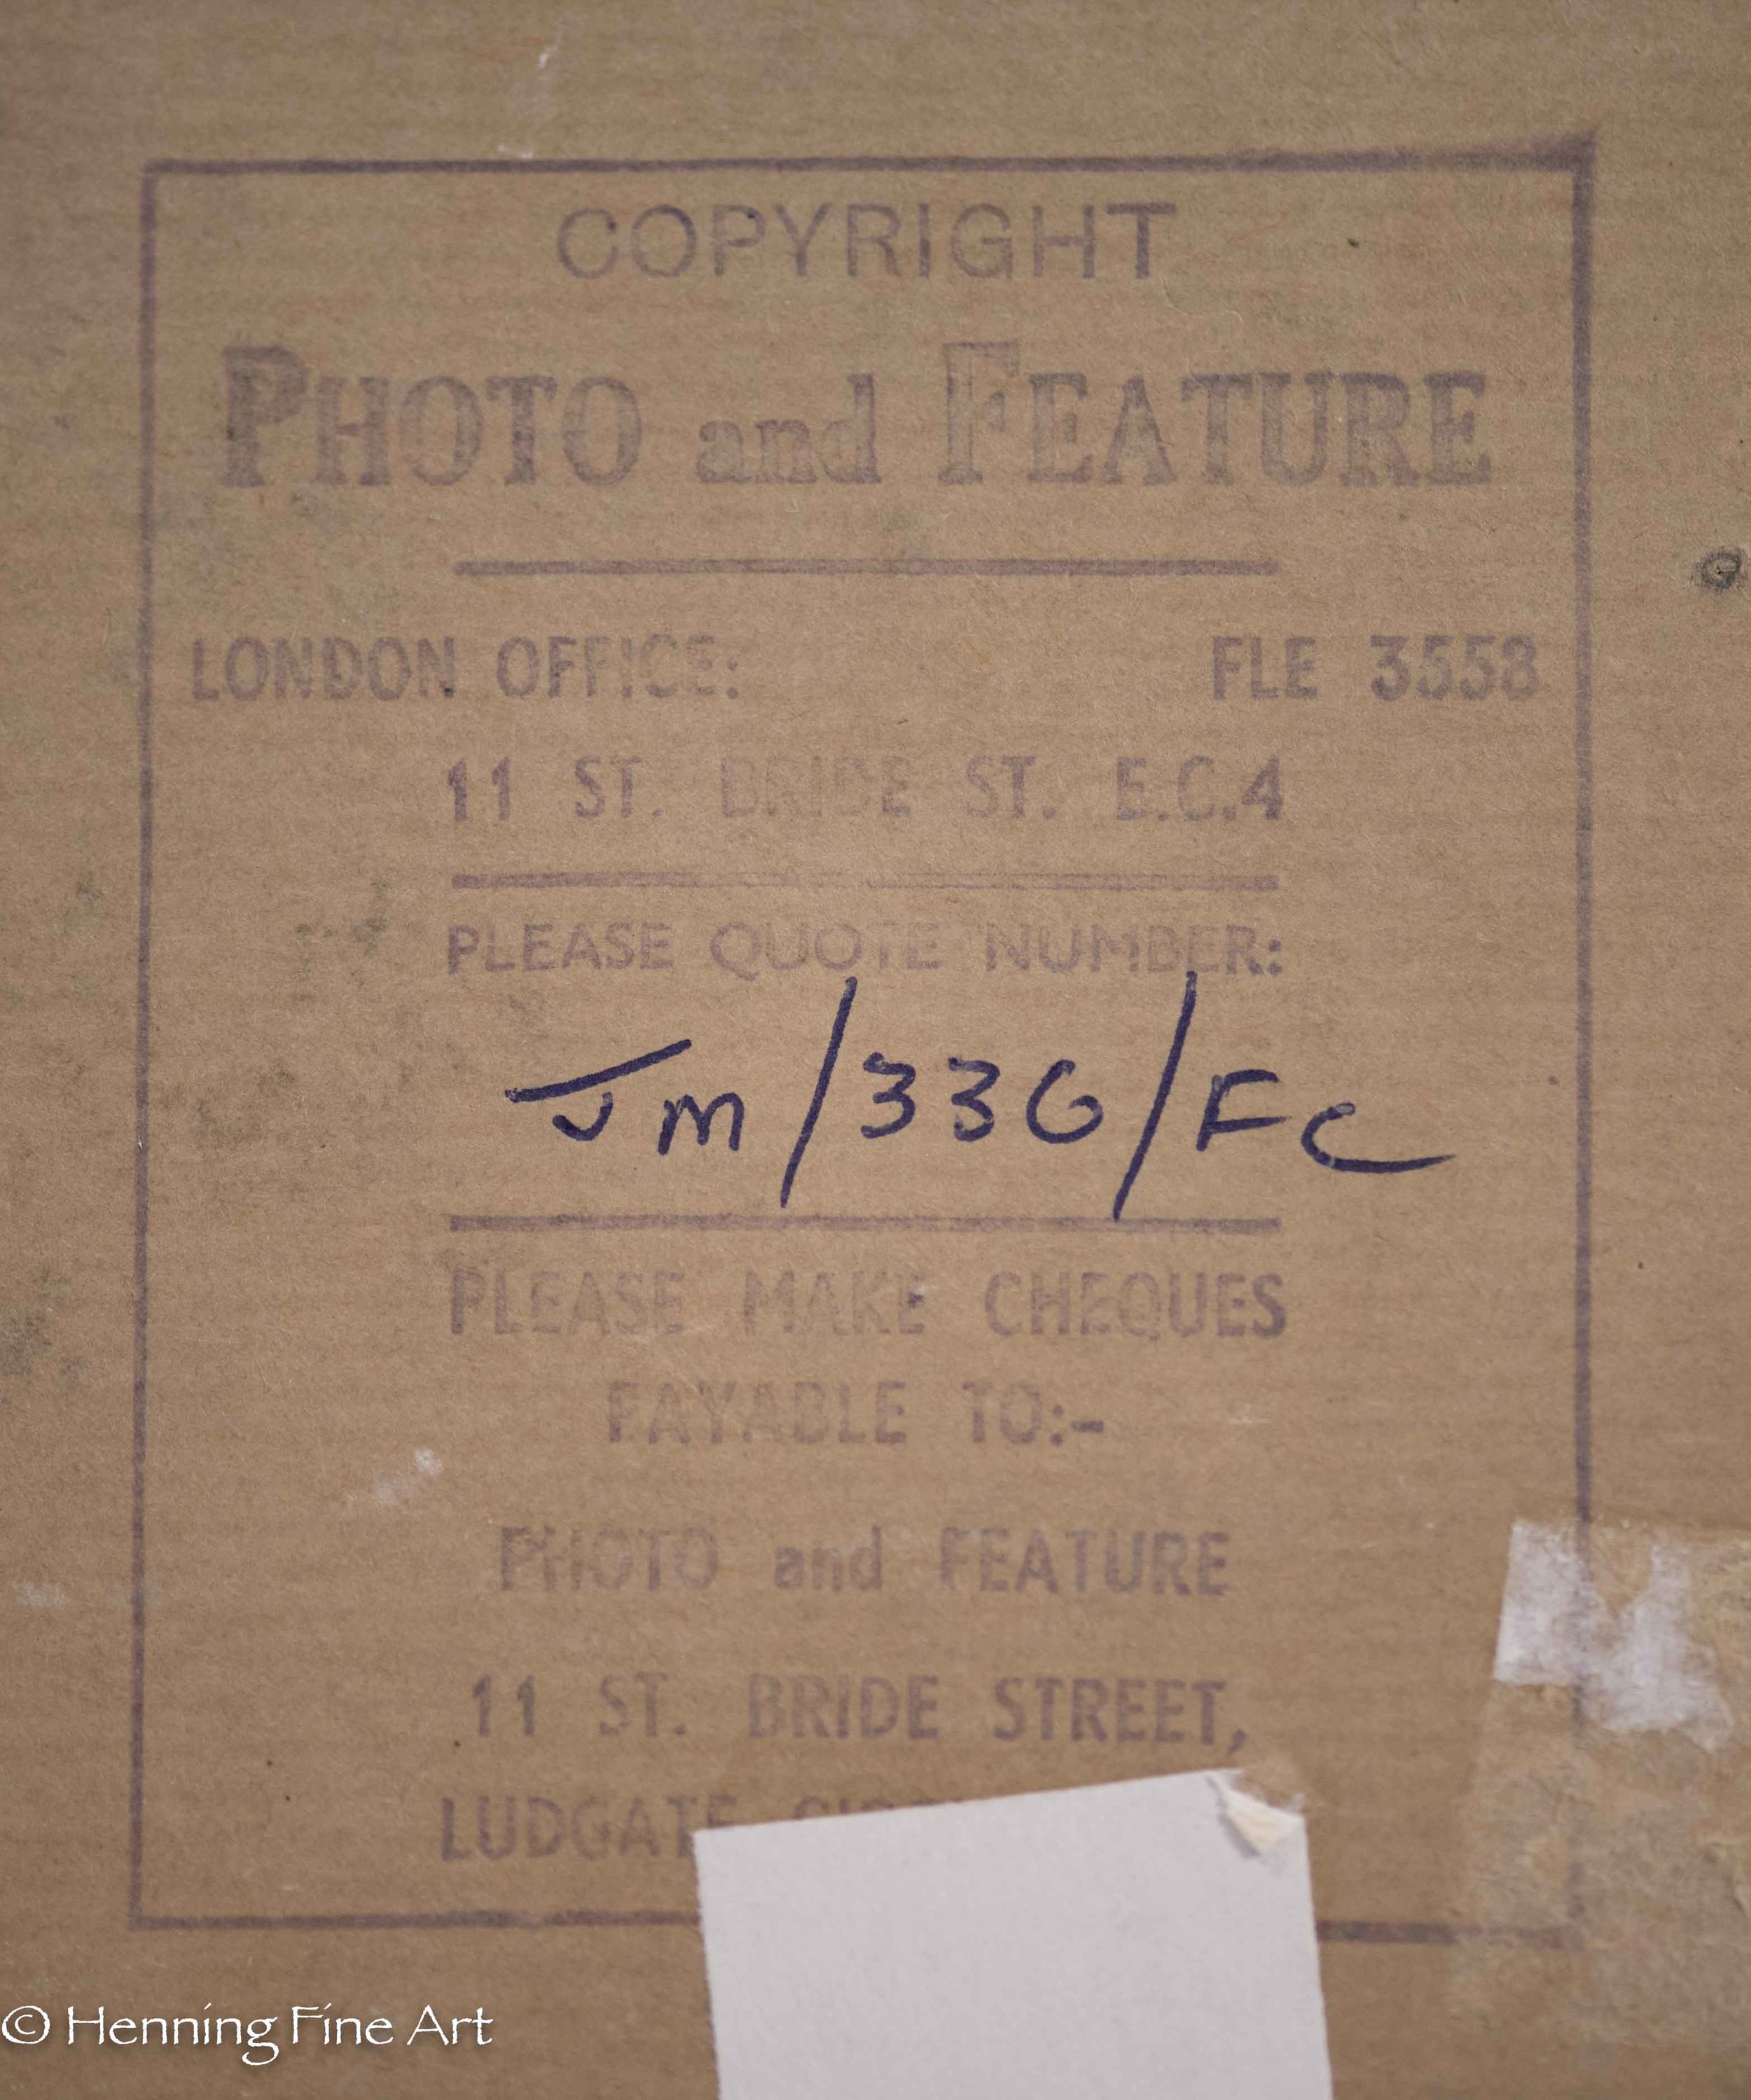 COPYRIGHT
PHOTO and FEATURE
LONDON OFFICE: FLE 3558
11 ST. BRIDE ST. E.C.4
PLEASE QUOTE NUMBER:
Jm/336/FC
PLEASE MAKE CHEQUES
PAYABLE TO:-
PHOTO and FEATURE
11 ST. BRIDE STREET,
LUDGATE
© Henning Fine Art